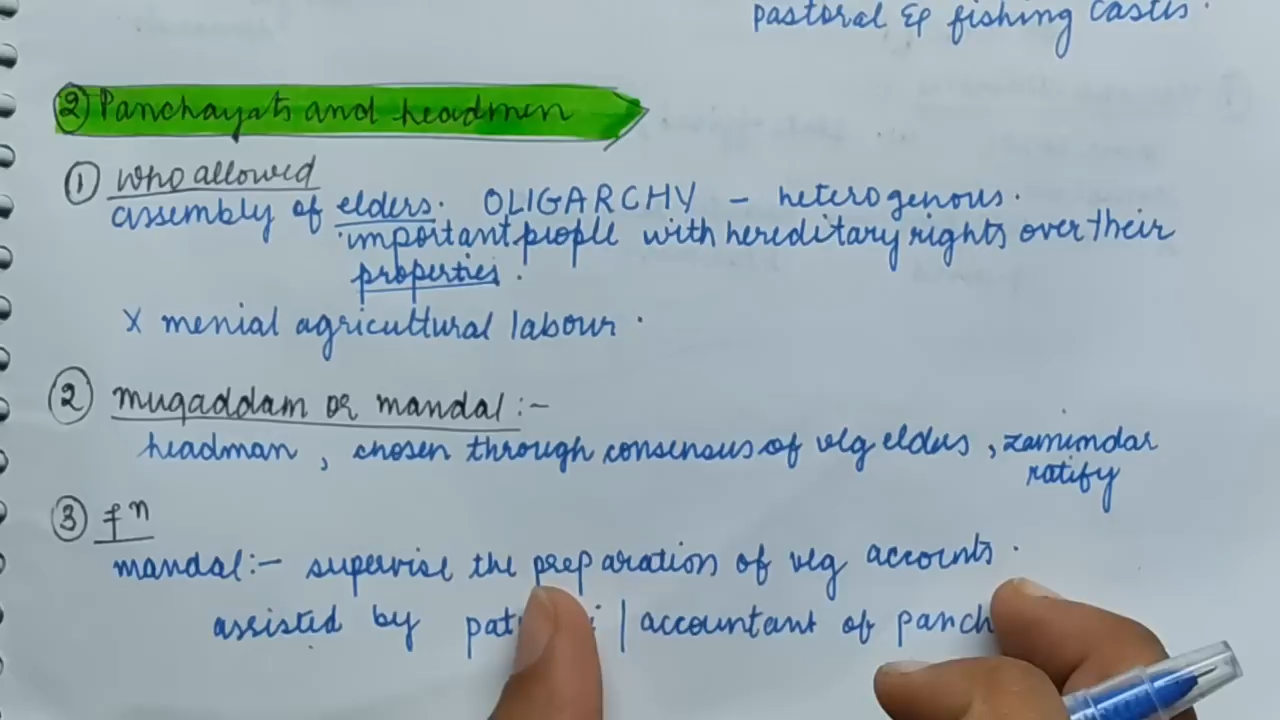 pastoral & fishing castes.
② Panchayats and headmen
① who allowed
assembly of elders. OLIGARCHY – heterogenous.
important people with hereditary rights over their
properties.
x menial agricultural labour.
② muqaddam or mandal :-
headman, chosen through consensus of vlg elders, zamindar
ratify
③ fn
mandal :- supervise the preparation of vlg accounts.
assisted by | accountant of